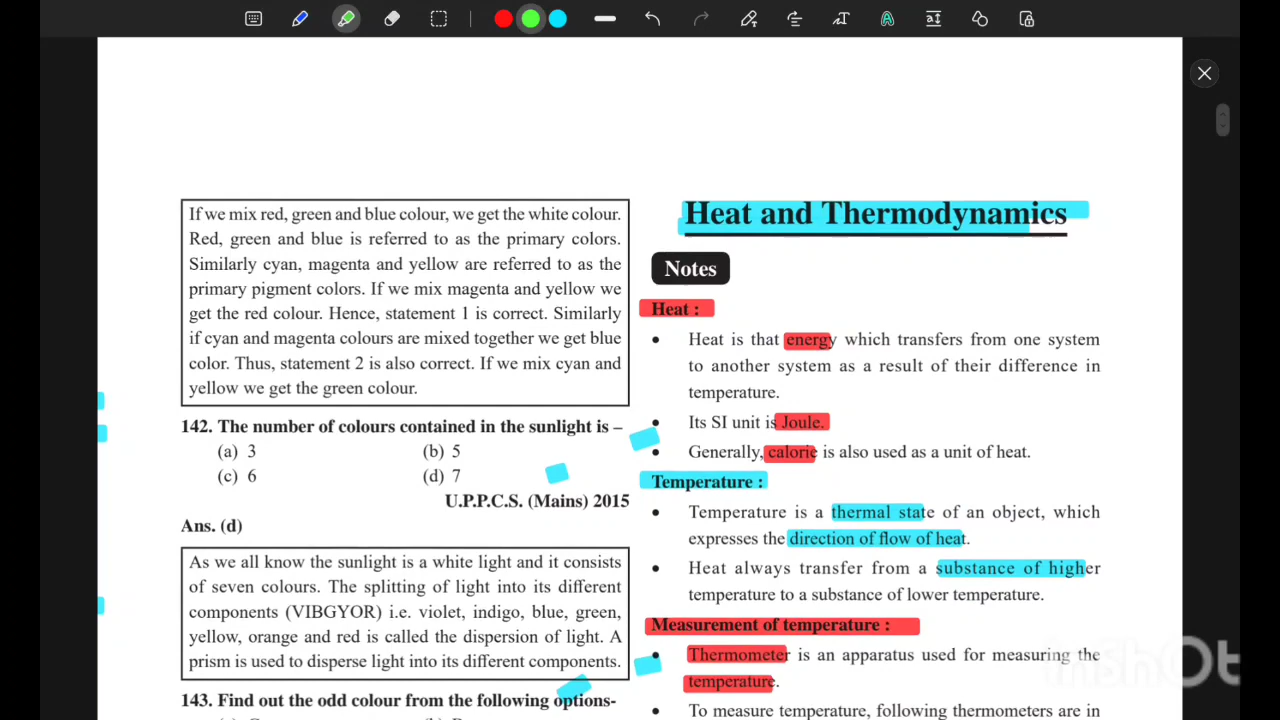 If we mix red, green and blue colour, we get the white colour.
Red, green and blue is referred to as the primary colors.
Similarly cyan, magenta and yellow are referred to as the
primary pigment colors. If we mix magenta and yellow we
get the red colour. Hence, statement 1 is correct. Similarly
if cyan and magenta colours are mixed together we get blue
color. Thus, statement 2 is also correct. If we mix cyan and
yellow we get the green colour.
142. The number of colours contained in the sunlight is –
(a) 3 (b) 5
(c) 6 (d) 7
U.P.P.C.S. (Mains) 2015
Ans. (d)
As we all know the sunlight is a white light and it consists
of seven colours. The splitting of light into its different
components (VIBGYOR) i.e. violet, indigo, blue, green,
yellow, orange and red is called the dispersion of light. A
prism is used to disperse light into its different components.
143. Find out the odd colour from the following options-
Heat and Thermodynamics
Notes
Heat :
• Heat is that energy which transfers from one system
to another system as a result of their difference in
temperature.
• Its SI unit is Joule.
• Generally, calorie is also used as a unit of heat.
Temperature :
• Temperature is a thermal state of an object, which
expresses the direction of flow of heat.
• Heat always transfer from a substance of higher
temperature to a substance of lower temperature.
Measurement of temperature :
• Thermometer is an apparatus used for measuring the
temperature.
• To measure temperature, following thermometers are in
InShOt